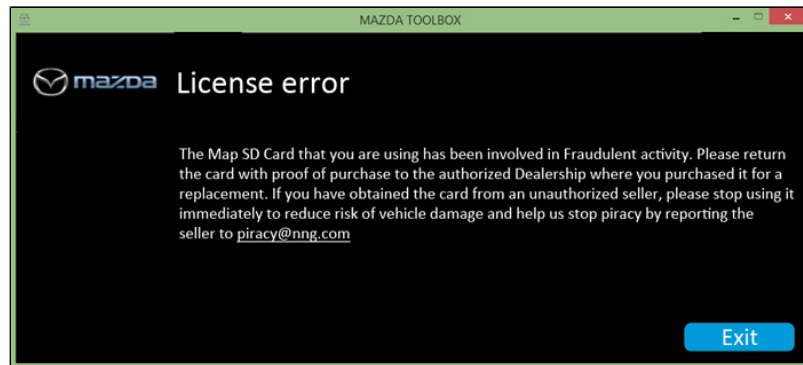 MAZDA TOOLBOX
mazda
License error
The Map SD Card that you are using has been involved in Fraudulent activity. Please return
the card with proof of purchase to the authorized Dealership where you purchased it for a
replacement. If you have obtained the card from an unauthorized seller, please stop using it
immediately to reduce risk of vehicle damage and help us stop piracy by reporting the
seller to piracy@nng.com
Exit